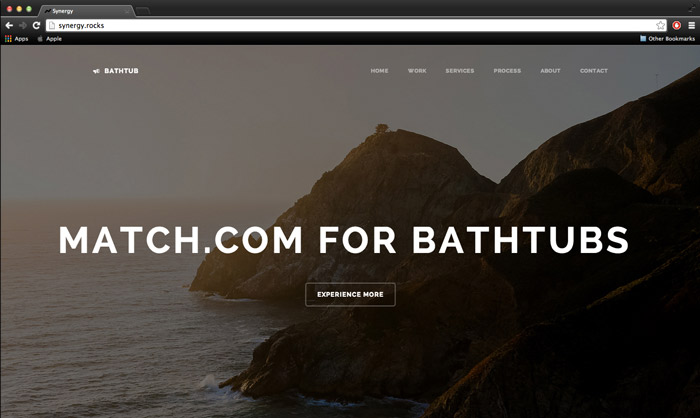 Synergy
synergy.rocks
Apps Apple Other Bookmarks
BATHTUB HOME WORK SERVICES PROCESS ABOUT CONTACT
MATCH.COM FOR BATHTUBS
EXPERIENCE MORE